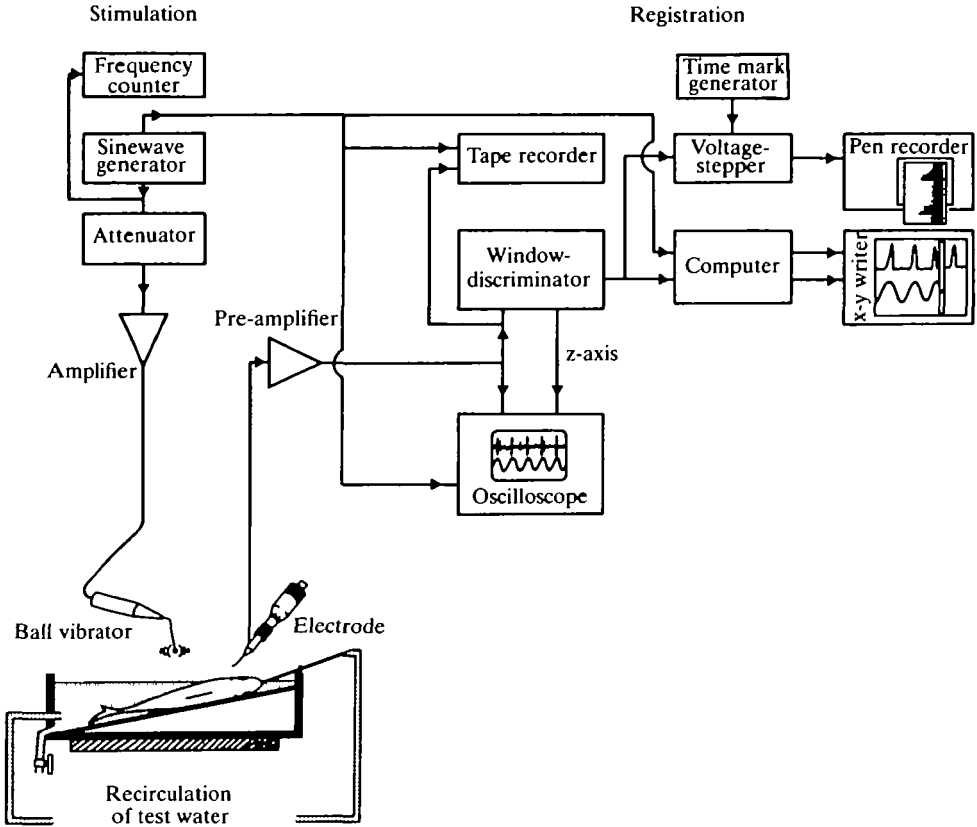 Stimulation
Registration
Frequency
counter
Time mark
generator
Sinewave
generator
Tape recorder
Voltage-
stepper
Pen recorder
Attenuator
Window-
discriminator
Computer
x-y writer
Pre-amplifier
z-axis
Amplifier
Oscilloscope
Ball vibrator
Electrode
Recirculation
of test water